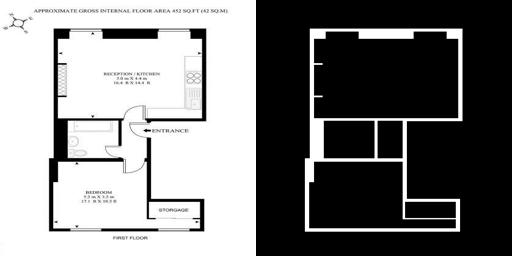 APPROXIMATE GROSS INTERNAL FLOOR AREA 452 SQ.FT (42 SQ.M)
RECEPTION / KITCHEN
5.0 M x 4.4 m
16.4 ft x 14.4 ft
ENTRANCE
BEDROOM
5.2 m x 3.2 m
17.1 ft x 10.5 ft
STORGAGE
FIRST FLOOR